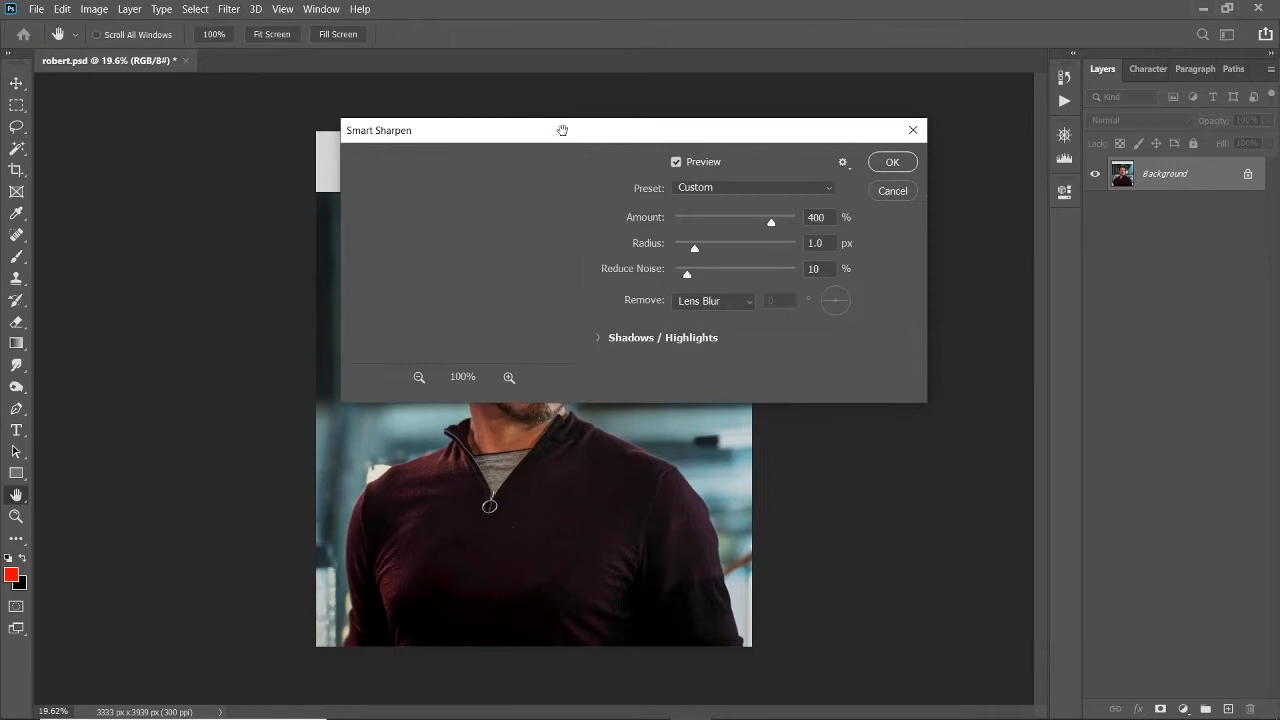 Ps File Edit Image Layer Type Select Filter 3D View Window Help
Scroll All Windows 100% Fit Screen Fill Screen
robert.psd @ 19.6% (RGB/8#) * ×
Layers Character Paragraph Paths
Kind
Normal Opacity: 100%
Lock: Fill: 100%
Background
Smart Sharpen
Preview OK
Preset: Custom Cancel
Amount: 400 %
Radius: 1.0 px
Reduce Noise: 10 %
Remove: Lens Blur 0 °
Shadows / Highlights
100%
T
19.62% 3333 px x 3939 px (300 ppi)
fx